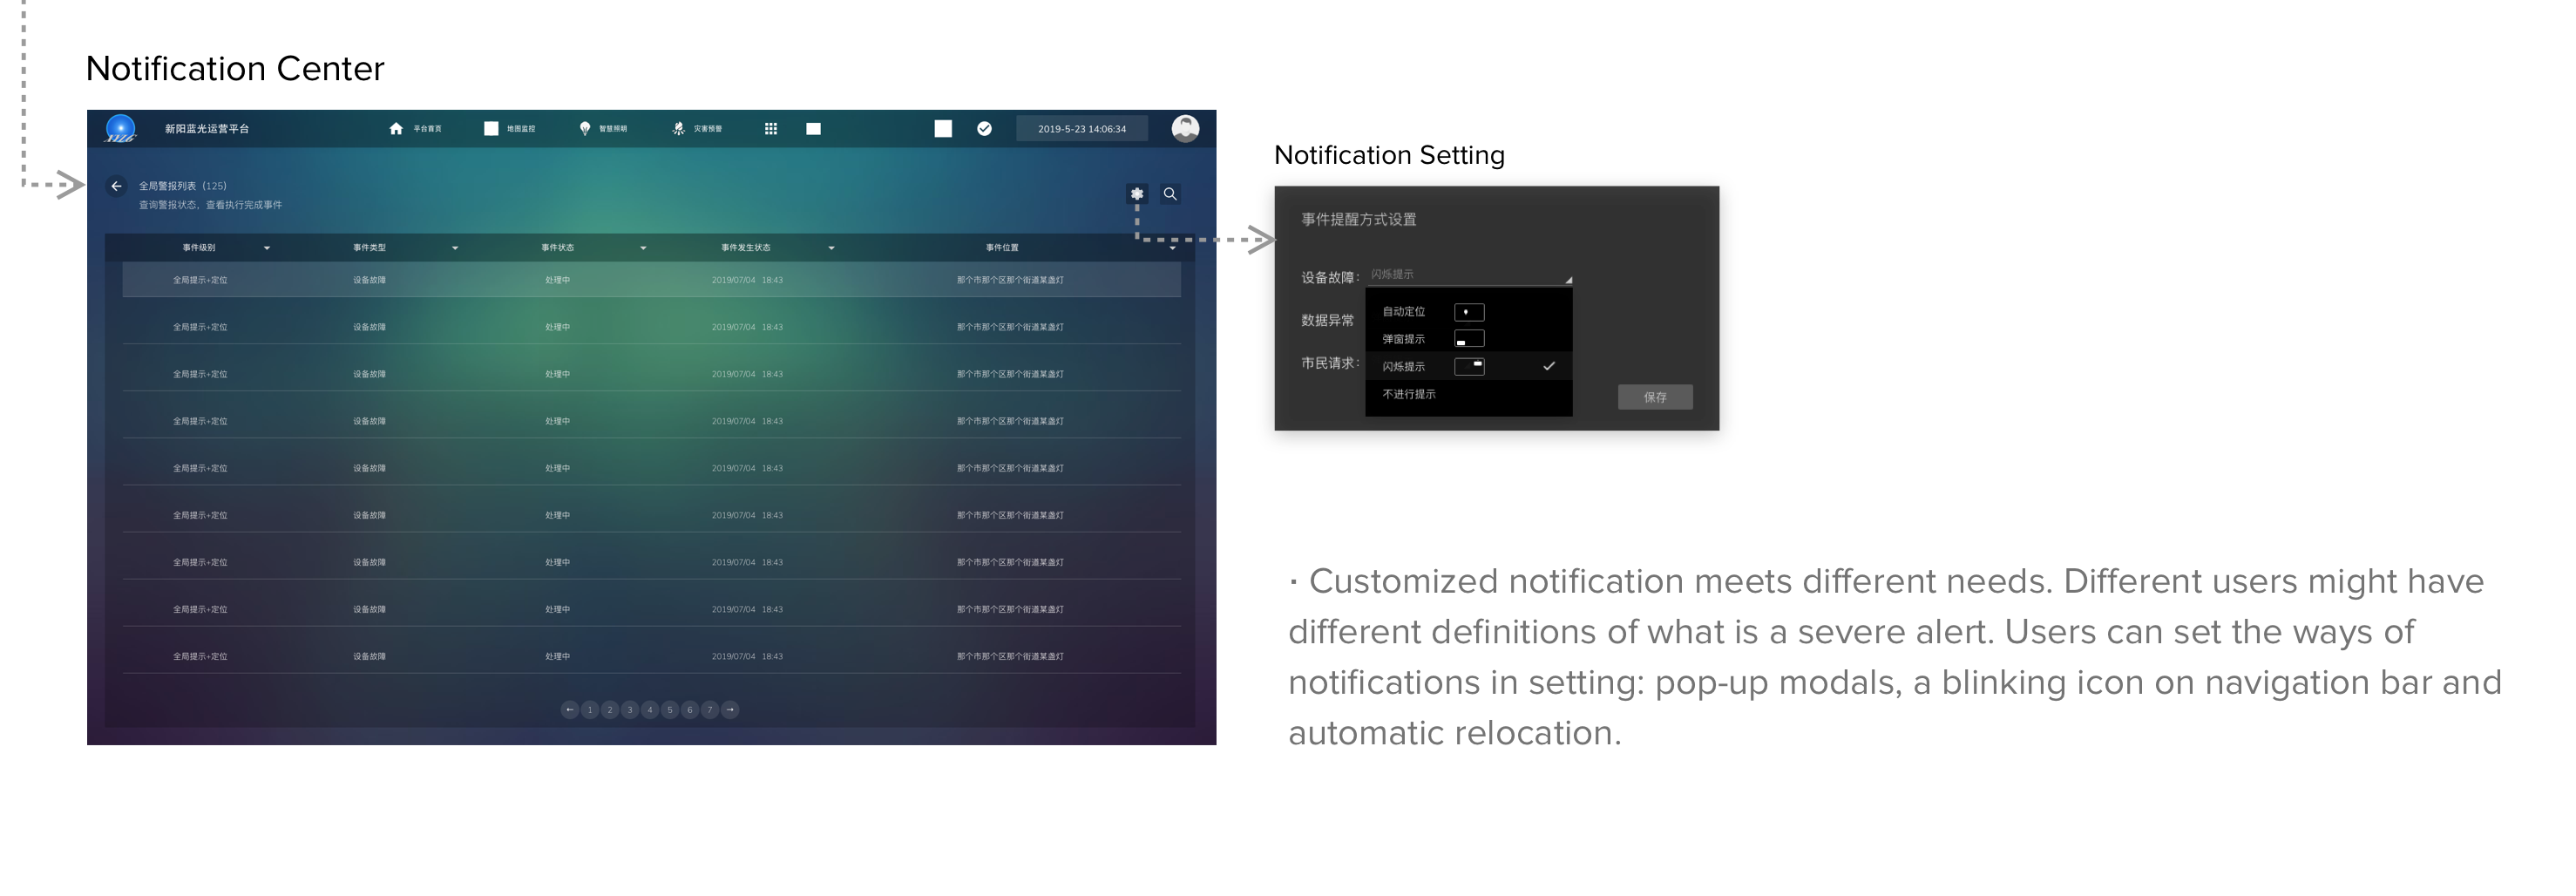 Notification Center
新阳蓝光运营平台 平台首页 地图监控 智慧照明 灾害预警 2019-5-23 14:06:34
全局警报列表（125）
查询警报状态，查看执行完成事件
事件级别 事件类型 事件状态 事件发生状态 事件位置
全局提示+定位 设备故障 处理中 2019/07/04 18:43 那个市那个区那个街道某盏灯
全局提示+定位 设备故障 处理中 2019/07/04 18:43 那个市那个区那个街道某盏灯
全局提示+定位 设备故障 处理中 2019/07/04 18:43 那个市那个区那个街道某盏灯
全局提示+定位 设备故障 处理中 2019/07/04 18:43 那个市那个区那个街道某盏灯
全局提示+定位 设备故障 处理中 2019/07/04 18:43 那个市那个区那个街道某盏灯
全局提示+定位 设备故障 处理中 2019/07/04 18:43 那个市那个区那个街道某盏灯
全局提示+定位 设备故障 处理中 2019/07/04 18:43 那个市那个区那个街道某盏灯
全局提示+定位 设备故障 处理中 2019/07/04 18:43 那个市那个区那个街道某盏灯
全局提示+定位 设备故障 处理中 2019/07/04 18:43 那个市那个区那个街道某盏灯
1 2 3 4 5 6 7
Notification Setting
事件提醒方式设置
设备故障： 闪烁提示
自动定位
数据异常
弹窗提示
市民请求：
闪烁提示
不进行提示
保存
· Customized notification meets different needs. Different users might have
different definitions of what is a severe alert. Users can set the ways of
notifications in setting: pop-up modals, a blinking icon on navigation bar and
automatic relocation.